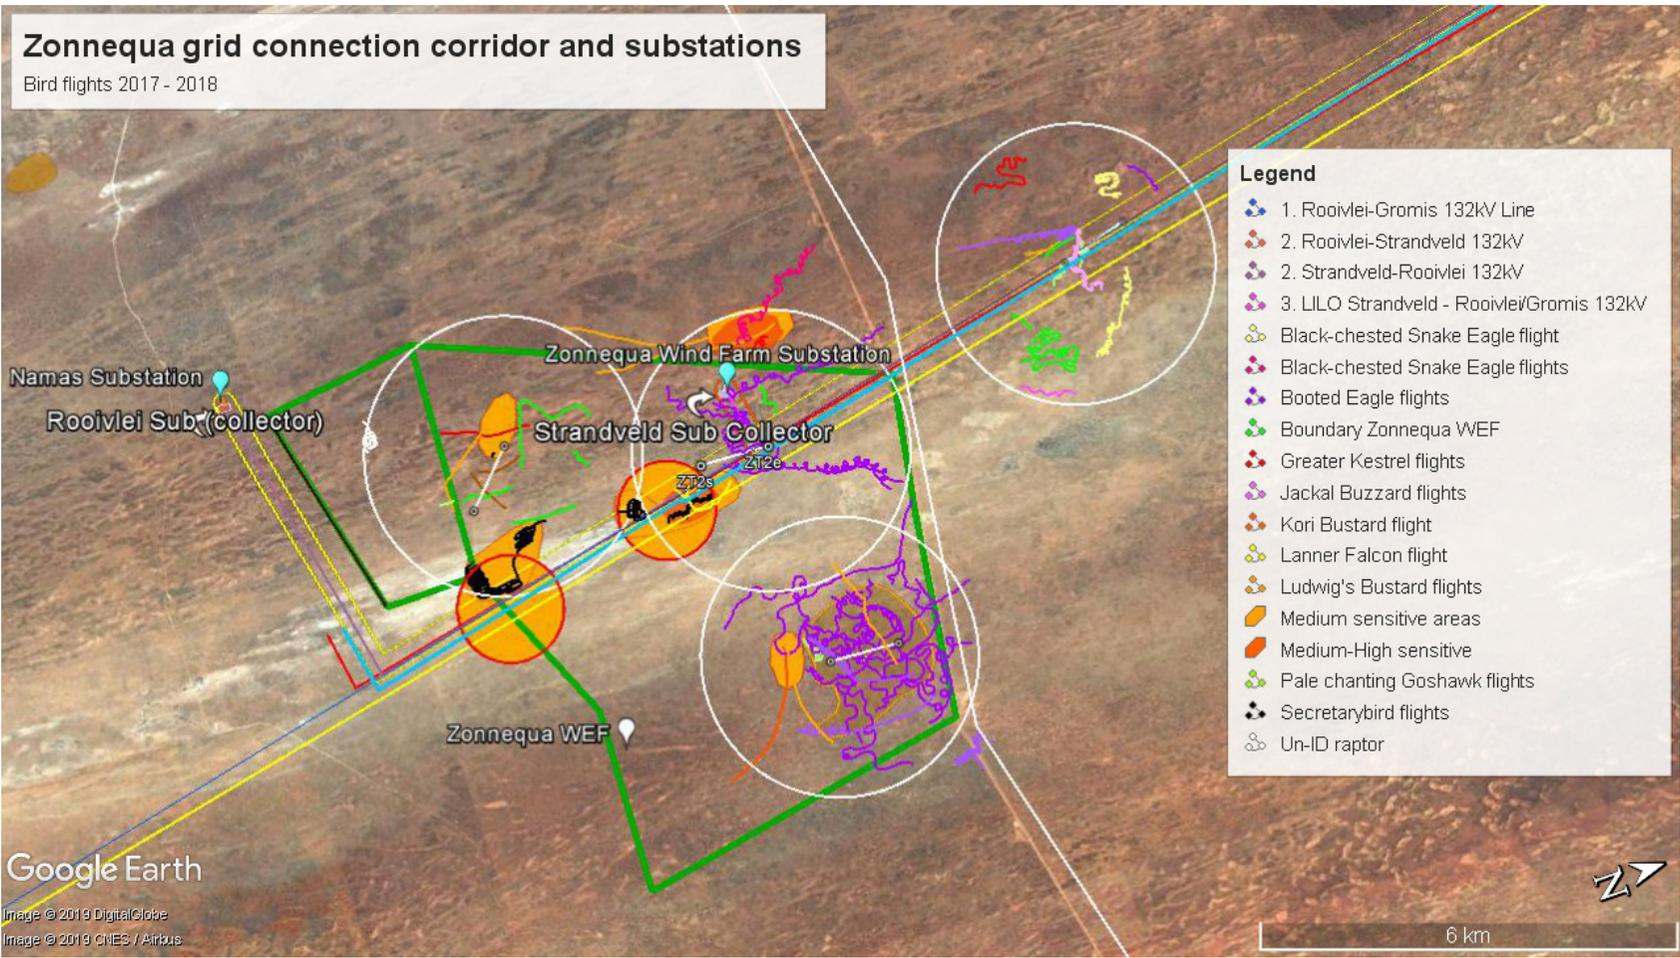 Zonnequa grid connection corridor and substations
Bird flights 2017 - 2018
Legend
1. Rooivlei-Gromis 132kV Line
2. Rooivlei-Strandveld 132kV
2. Strandveld-Rooivlei 132kV
3. LILO Strandveld - Rooivlei/Gromis 132kV
Black-chested Snake Eagle flight
Black-chested Snake Eagle flights
Booted Eagle flights
Boundary Zonnequa WEF
Greater Kestrel flights
Jackal Buzzard flights
Kori Bustard flight
Lanner Falcon flight
Ludwig's Bustard flights
Medium sensitive areas
Medium-High sensitive
Pale chanting Goshawk flights
Secretarybird flights
Un-ID raptor
Zonnequa Wind Farm Substation
Namas Substation
Rooivlei Sub (collector)
Strandveld Sub Collector
ZT2e
ZT2s
Zonnequa WEF
Google Earth
Image © 2019 DigitalGlobe
Image © 2019 CNES / Airbus
N
6 km